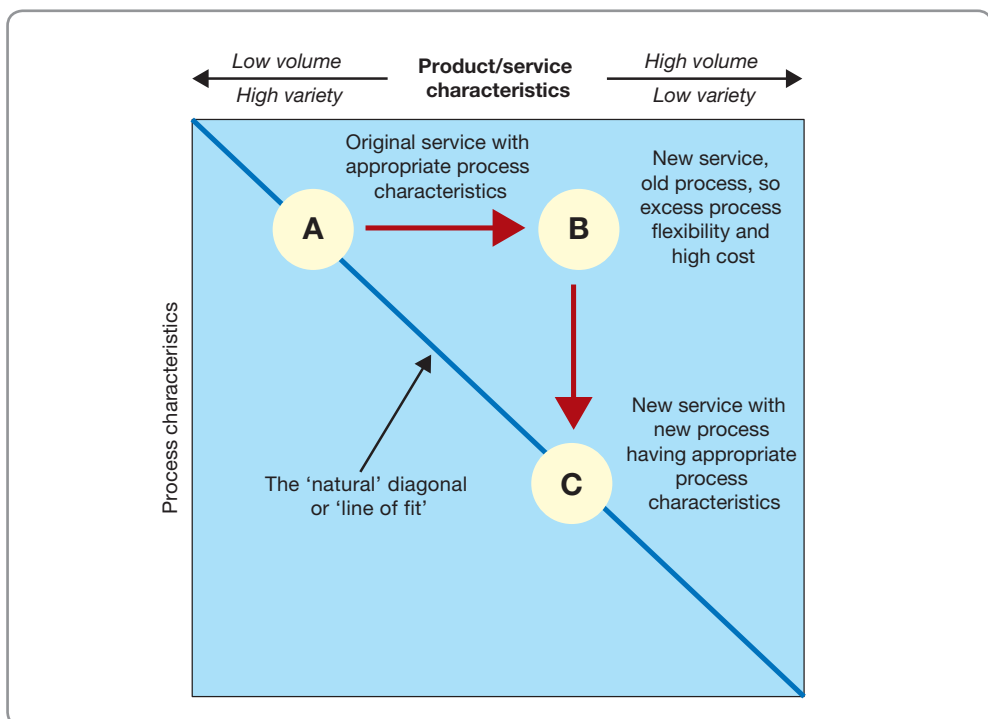 Low volume
High variety
Product/service
characteristics
High volume
Low variety
Original service with
appropriate process
characteristics
New service,
old process, so
excess process
flexibility and
high cost
A
B
Process characteristics
The ‘natural’ diagonal
or ‘line of fit’
C
New service with
new process
having appropriate
process
characteristics